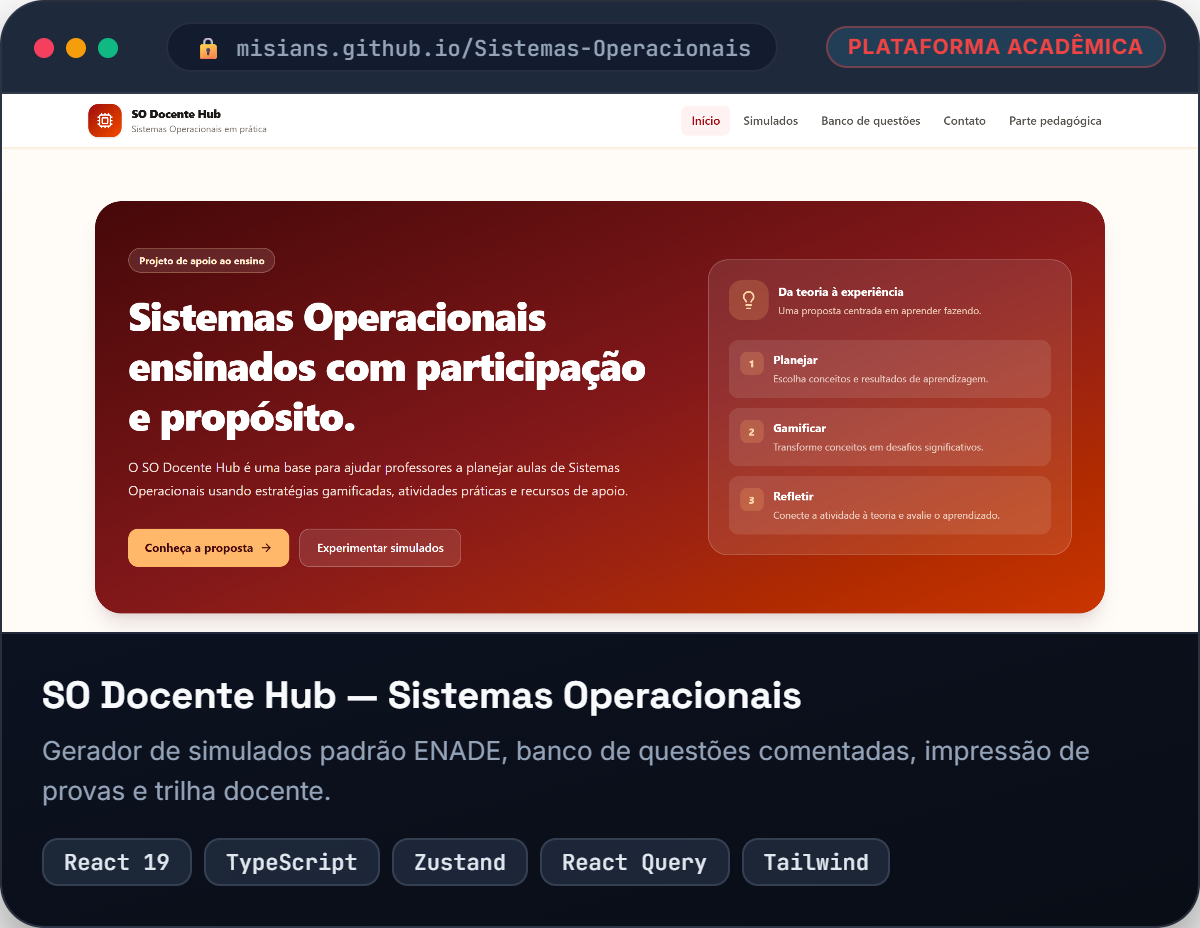 misians.github.io/Sistemas-Operacionais
PLATAFORMA ACADÊMICA
SO Docente Hub
Sistemas Operacionais em prática
Início
Simulados
Banco de questões
Contato
Parte pedagógica
Projeto de apoio ao ensino
Sistemas Operacionais
ensinados com participação
e propósito.
O SO Docente Hub é uma base para ajudar professores a planejar aulas de Sistemas
Operacionais usando estratégias gamificadas, atividades práticas e recursos de apoio.
Conheça a proposta →
Experimentar simulados
Da teoria à experiência
Uma proposta centrada em aprender fazendo.
1
Planejar
Escolha conceitos e resultados de aprendizagem.
2
Gamificar
Transforme conceitos em desafios significativos.
3
Refletir
Conecte a atividade à teoria e avalie o aprendizado.
SO Docente Hub — Sistemas Operacionais
Gerador de simulados padrão ENADE, banco de questões comentadas, impressão de
provas e trilha docente.
React 19
TypeScript
Zustand
React Query
Tailwind